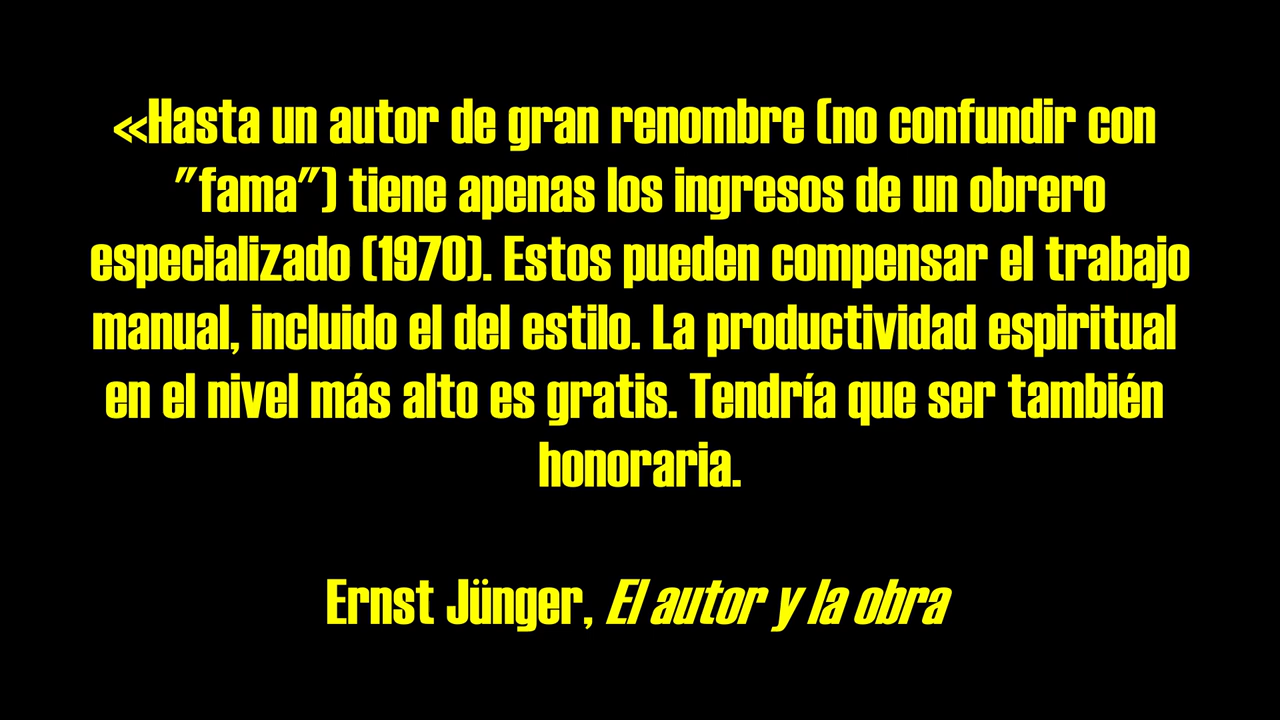 «Hasta un autor de gran renombre (no confundir con
"fama") tiene apenas los ingresos de un obrero
especializado (1970). Estos pueden compensar el trabajo
manual, incluido el del estilo. La productividad espiritual
en el nivel más alto es gratis. Tendría que ser también
honoraria.
Ernst Jünger, El autor y la obra